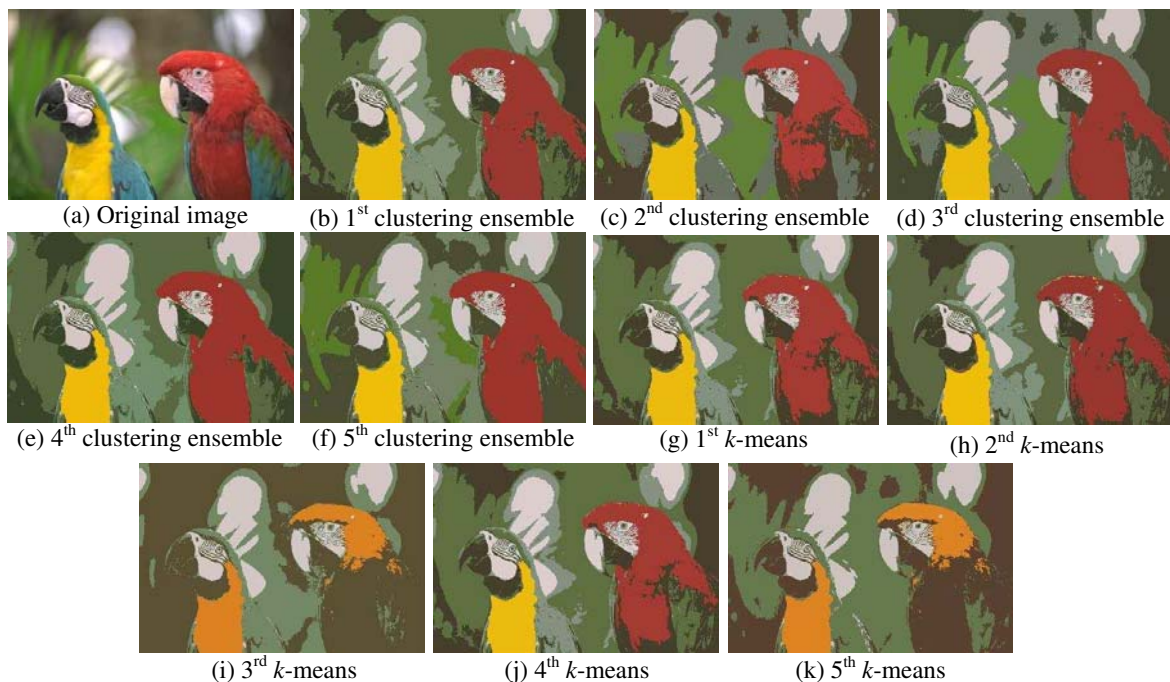 (a) Original image
(b) 1st clustering ensemble
(c) 2nd clustering ensemble
(d) 3rd clustering ensemble
(e) 4th clustering ensemble
(f) 5th clustering ensemble
(g) 1st k-means
(h) 2nd k-means
(i) 3rd k-means
(j) 4th k-means
(k) 5th k-means